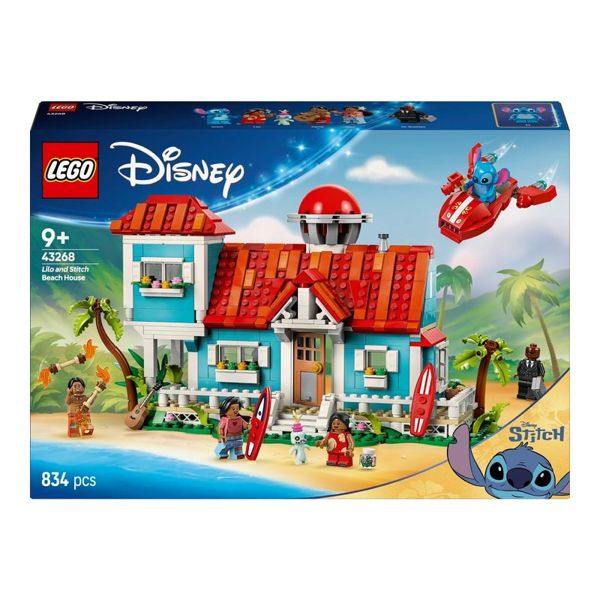 LEGO
DISNEY
43268
LEGO
DISNEY
9+
43268
Lilo and Stitch
Beach House
834 pcs
DISNEY
STITCH